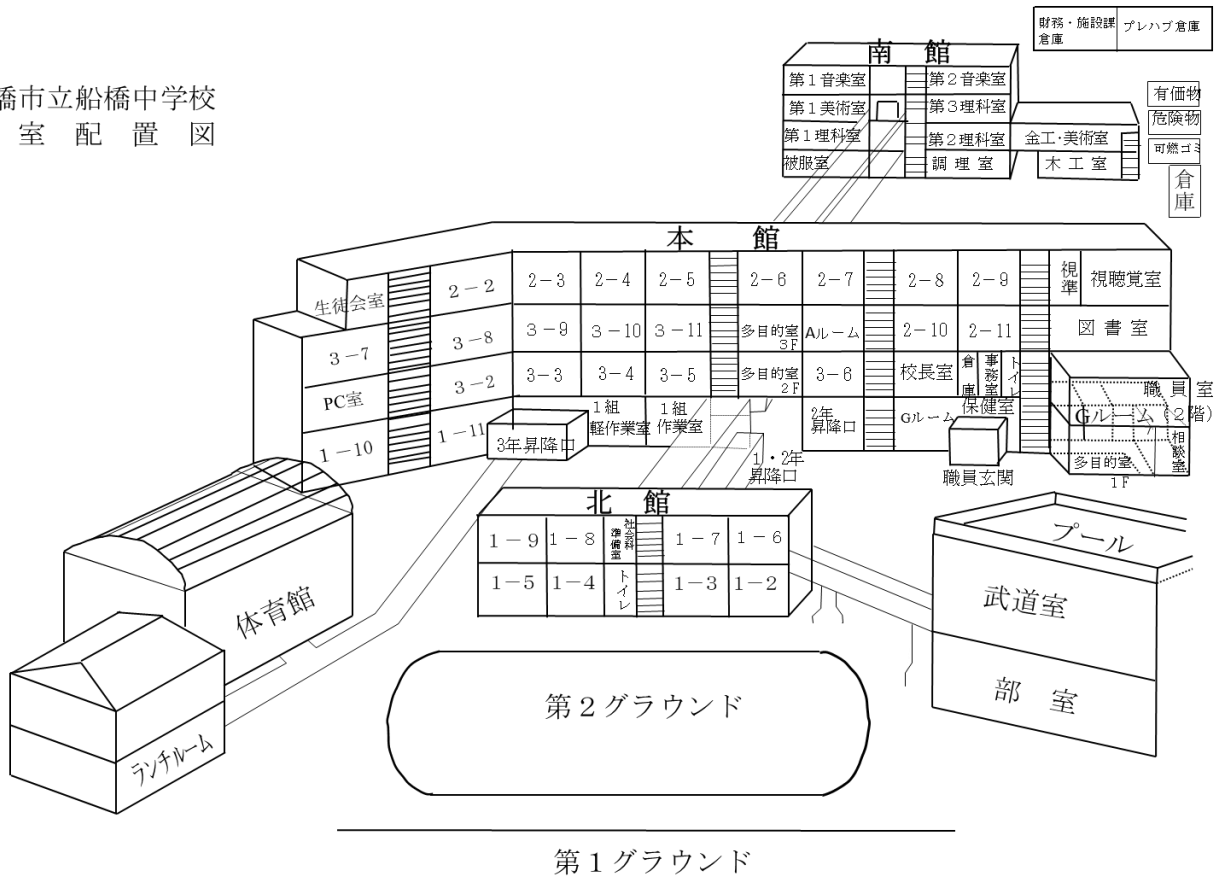 橋市立船橋中学校
室配置図
財務・施設課
倉庫
プレハブ倉庫
南館
第1音楽室
第2音楽室
第1美術室
第3理科室
第1理科室
第2理科室
金工・美術室
被服室
調理室
木工室
有価物
危険物
可燃ゴミ
倉庫
本館
生徒会室
2-2
2-3
2-4
2-5
2-6
2-7
2-8
2-9
視準
視聴覚室
3-7
3-8
3-9
3-10
3-11
多目的室
3F
Aルーム
2-10
2-11
図書室
PC室
3-2
3-3
3-4
3-5
多目的室
2F
3-6
校長室
倉庫
事務室
トイレ
職員室
Gルーム(2階)
1-10
1-11
3年昇降口
1組
軽作業室
1組
作業室
2年
昇降口
Gルーム
保健室
相談室
多目的室
1F
1・2年
昇降口
職員玄関
北館
1-9
1-8
社会科
準備室
1-7
1-6
1-5
1-4
トイレ
1-3
1-2
プール
武道室
部室
体育館
ランチルーム
第2グラウンド
第1グラウンド